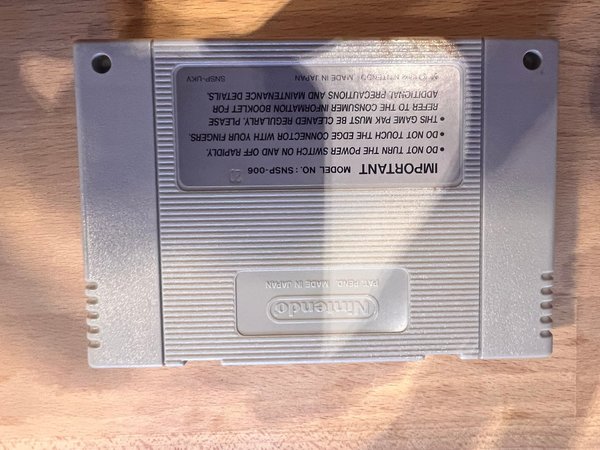 IMPORTANT MODEL NO.: SNSP-006 20
• DO NOT TURN THE POWER SWITCH ON AND OFF RAPIDLY.
• DO NOT TOUCH THE EDGE CONNECTOR WITH YOUR FINGERS.
• THIS GAME PAK MUST BE CLEANED REGULARLY. PLEASE
REFER TO THE CONSUMER INFORMATION BOOKLET FOR
ADDITIONAL PRECAUTIONS AND MAINTENANCE DETAILS.
NINTENDO MADE IN JAPAN SNSP-UKV
Nintendo
PAT. PEND. MADE IN JAPAN